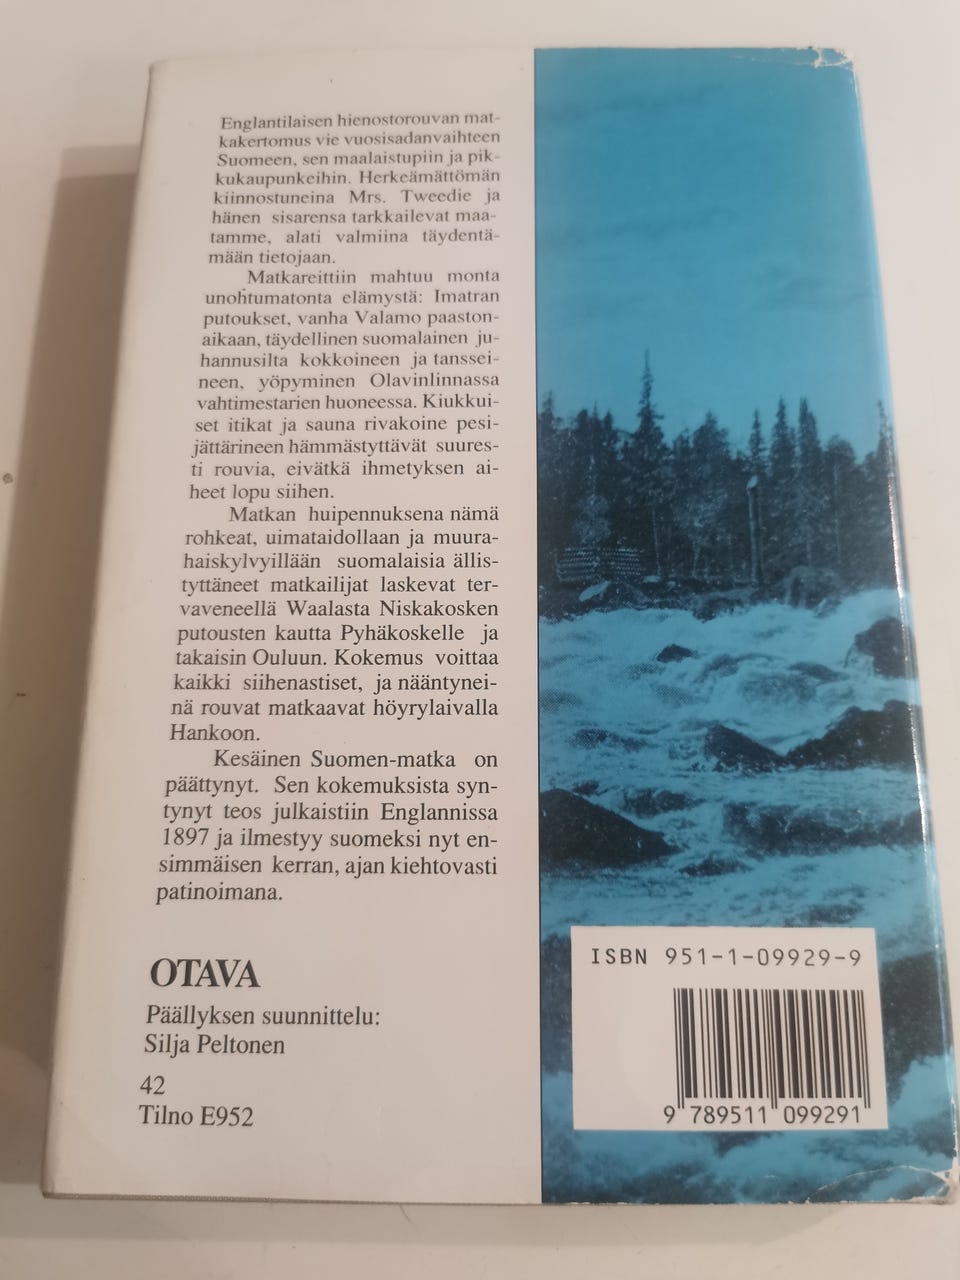 Englantilaisen hienostorouvan mat-
kakertomus vie vuosisadanvaihteen
Suomeen, sen maalaistupiin ja pik-
kukaupunkeihin. Herkeämättömän
kiinnostuneina Mrs. Tweedie ja
hänen sisarensa tarkkailevat maa-
tamme, alati valmiina täydentä-
mään tietojaan.
Matkareittiin mahtuu monta
unohtumatonta elämystä: Imatran
putoukset, vanha Valamo paaston-
aikaan, täydellinen suomalainen ju-
hannusilta kokkoineen ja tanssei-
neen, yöpyminen Olavinlinnassa
vahtimestarien huoneessa. Kiukkui-
set itikat ja sauna rivakoine pesi-
jättärineen hämmästyttävät suures-
ti rouvia, eivätkä ihmetyksen ai-
heet lopu siihen.
Matkan huipennuksena nämä
rohkeat, uimataidollaan ja muura-
haiskylvyillään suomalaisia ällis-
tyttäneet matkailijat laskevat ter-
vaveneellä Waalasta Niskakosken
putousten kautta Pyhäkoskelle ja
takaisin Ouluun. Kokemus voittaa
kaikki siihenastiset, ja nääntynei-
nä rouvat matkaavat höyrylaivalla
Hankoon.
Kesäinen Suomen-matka on
päättynyt. Sen kokemuksista syn-
tynyt teos julkaistiin Englannissa
1897 ja ilmestyy suomeksi nyt en-
simmäisen kerran, ajan kiehtovasti
patinoimana.
OTAVA
Päällyksen suunnittelu:
Silja Peltonen
42
Tilno E952
ISBN 951-1-09929-9
9 789511 099291